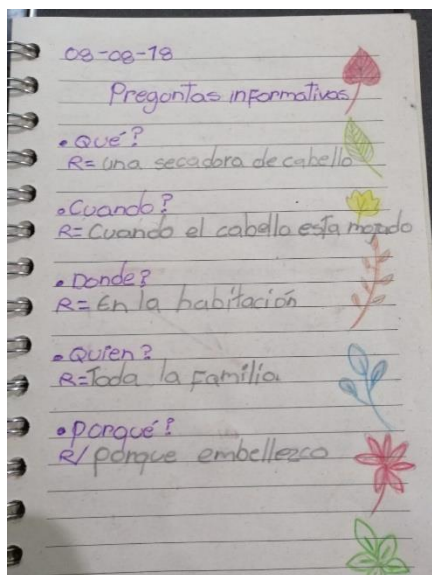 08-08-18
Pregontas informativas
• Qué?
R= una secadora de cabello
• Cuando?
R= Cuando el cabello esta mojado
• Donde?
R= En la habitación
• Quien?
R= Toda la familia
• Porqué?
R/ porque embellezco